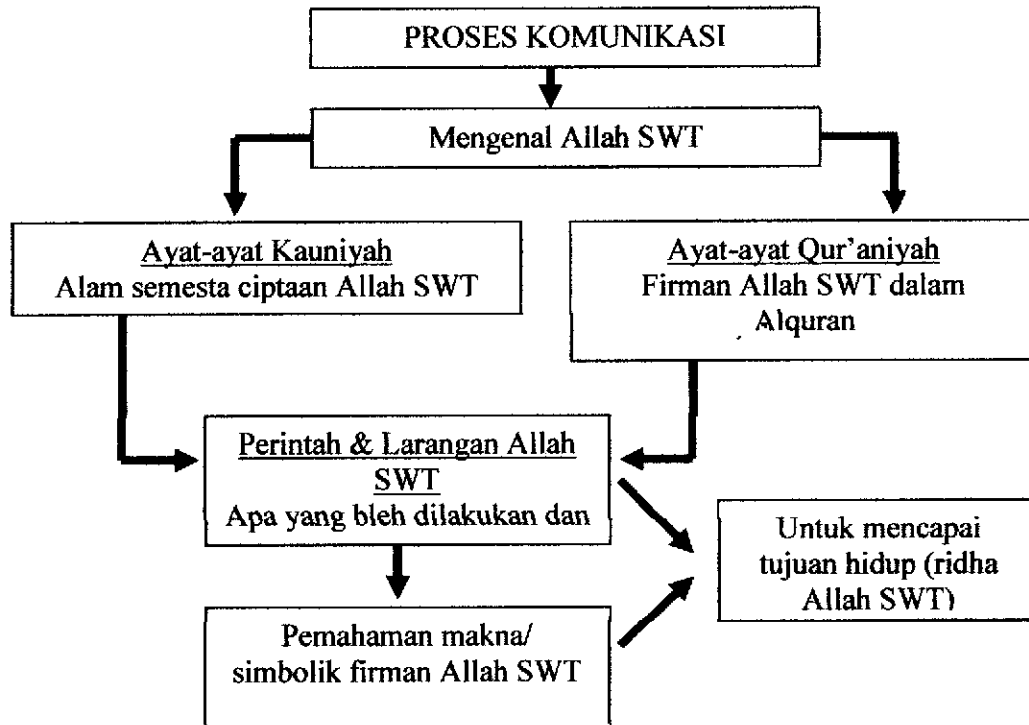 PROSES KOMUNIKASI
Mengenal Allah SWT
Ayat-ayat Kauniyah
Alam semesta ciptaan Allah SWT
Ayat-ayat Qur'aniyah
Firman Allah SWT dalam
Alquran
Perintah & Larangan Allah
SWT
Apa yang bleh dilakukan dan
Untuk mencapai
tujuan hidup (ridha
Allah SWT)
Pemahaman makna/
simbolik firman Allah SWT